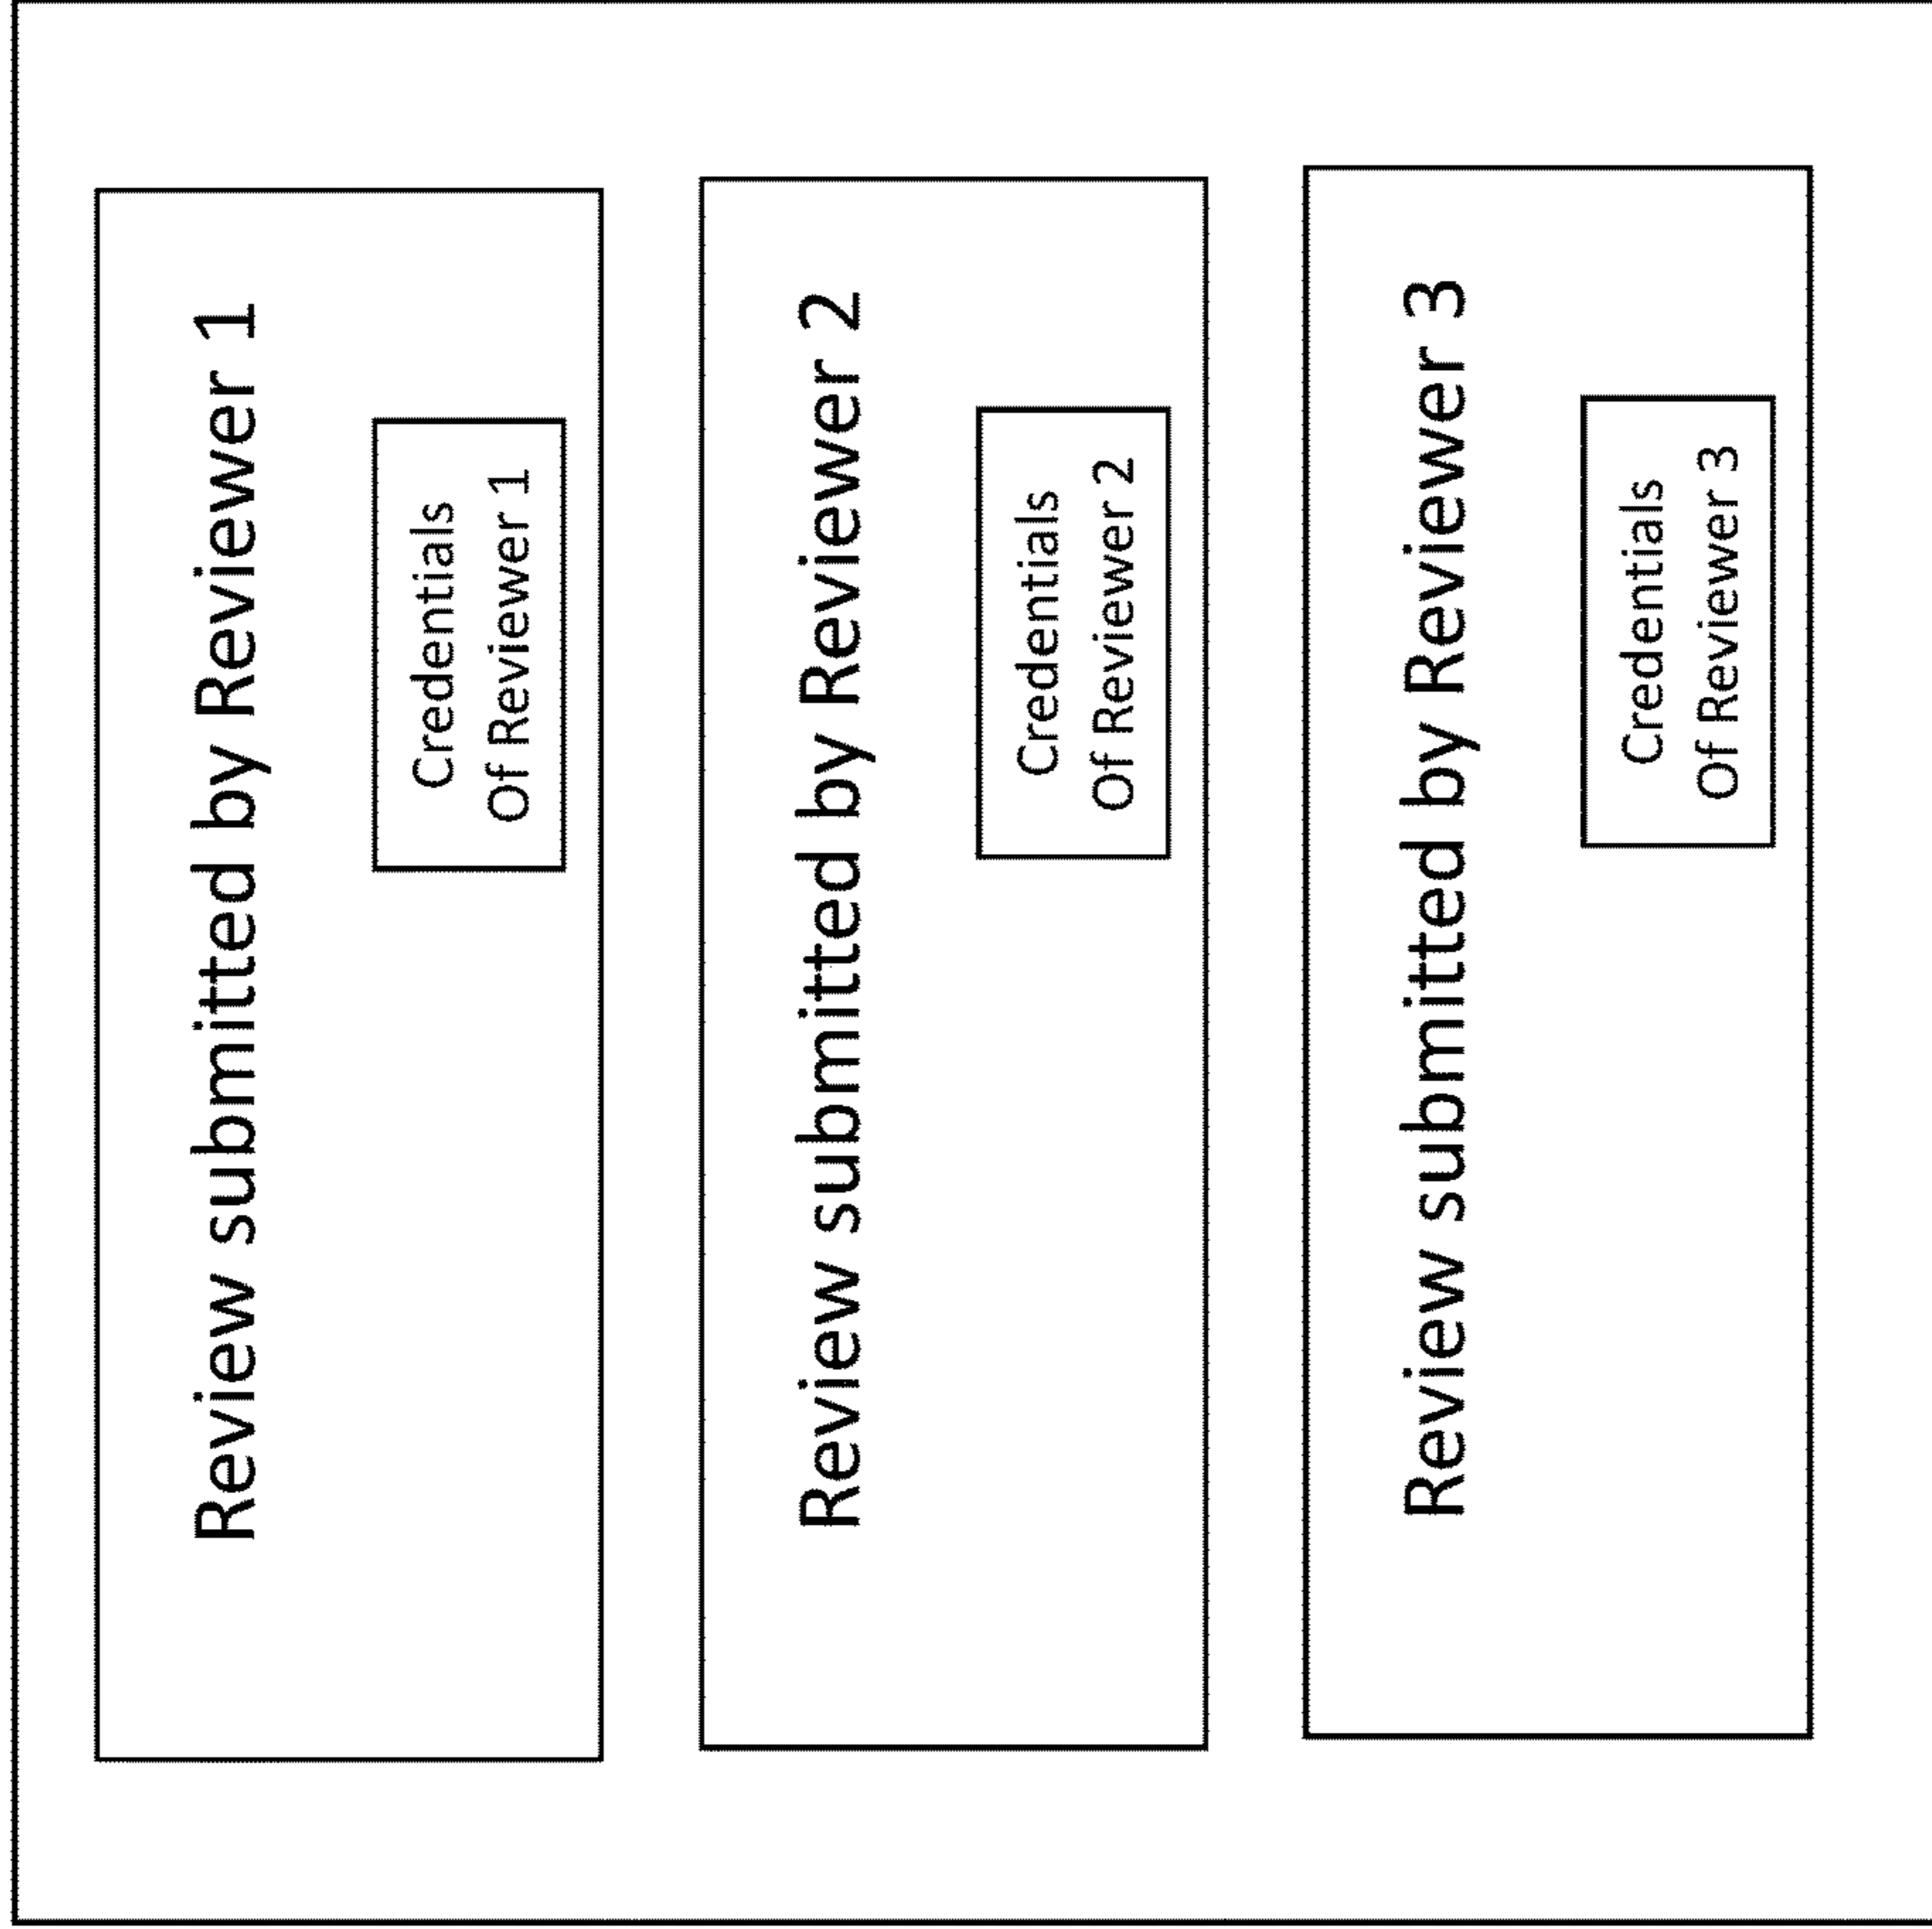 Review submitted by Reviewer 1
Credentials
Of Reviewer 1
Review submitted by Reviewer 2
Credentials
Of Reviewer 2
Review submitted by Reviewer 3
Credentials
Of Reviewer 3